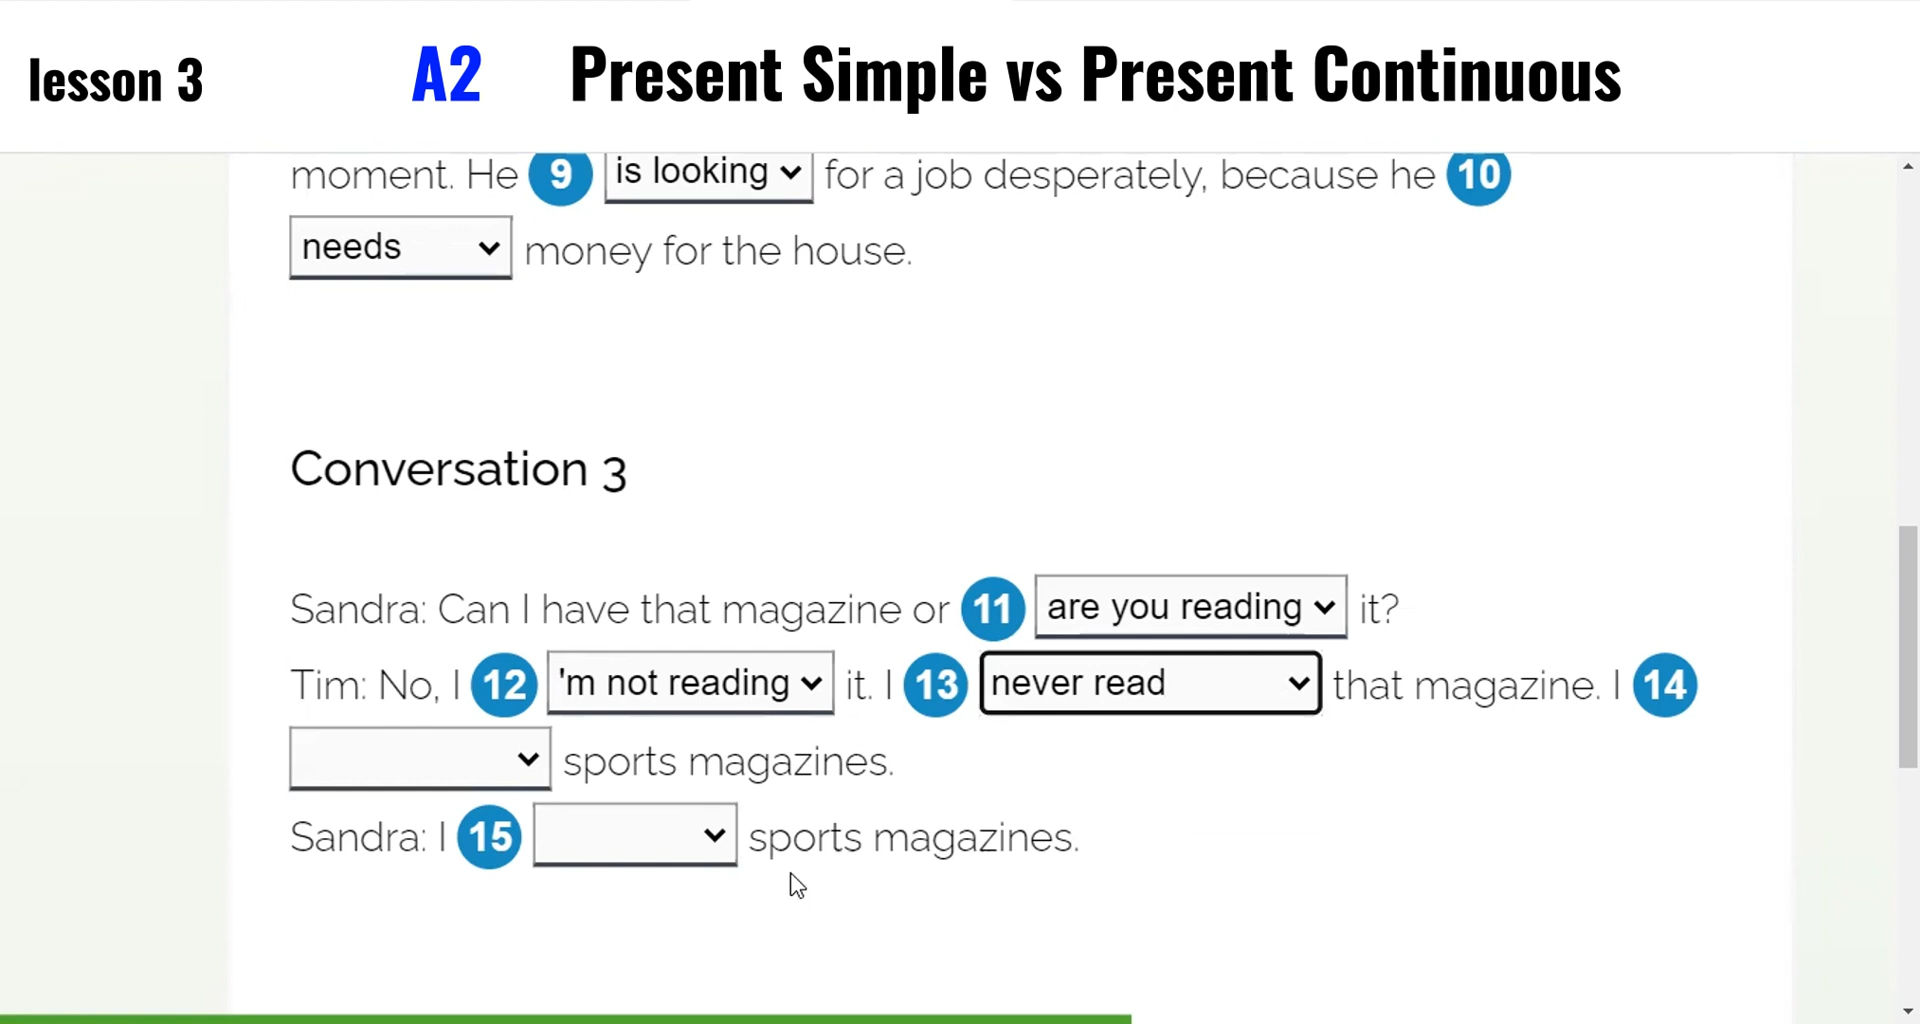 lesson 3 A2 Present Simple vs Present Continuous
moment. He 9 is looking for a job desperately, because he 10
needs money for the house.
Conversation 3
Sandra: Can I have that magazine or 11 are you reading it?
Tim: No, I 12 'm not reading it. I 13 never read that magazine. I 14
sports magazines.
Sandra: I 15 sports magazines.